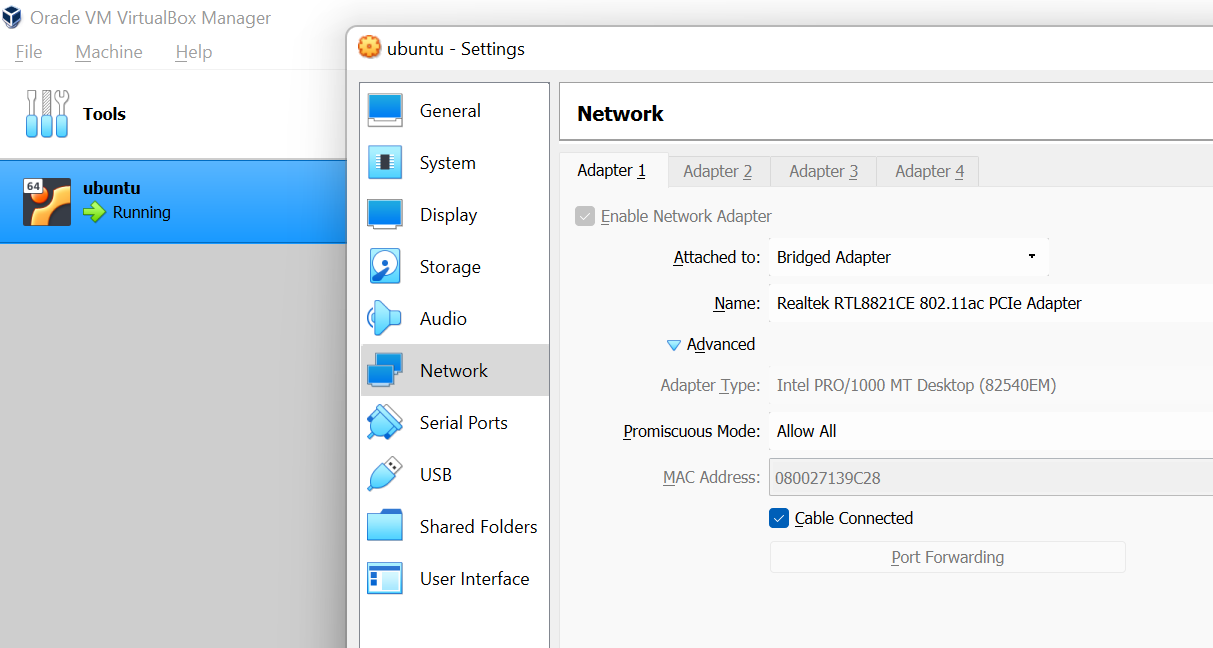 Oracle VM VirtualBox Manager
File Machine Help
Tools
64
ubuntu
Running
ubuntu - Settings
General
System
Display
Storage
Audio
Network
Serial Ports
USB
Shared Folders
User Interface
Network
Adapter 1 Adapter 2 Adapter 3 Adapter 4
Enable Network Adapter
Attached to: Bridged Adapter
Name: Realtek RTL8821CE 802.11ac PCIe Adapter
Advanced
Adapter Type: Intel PRO/1000 MT Desktop (82540EM)
Promiscuous Mode: Allow All
MAC Address: 080027139C28
Cable Connected
Port Forwarding